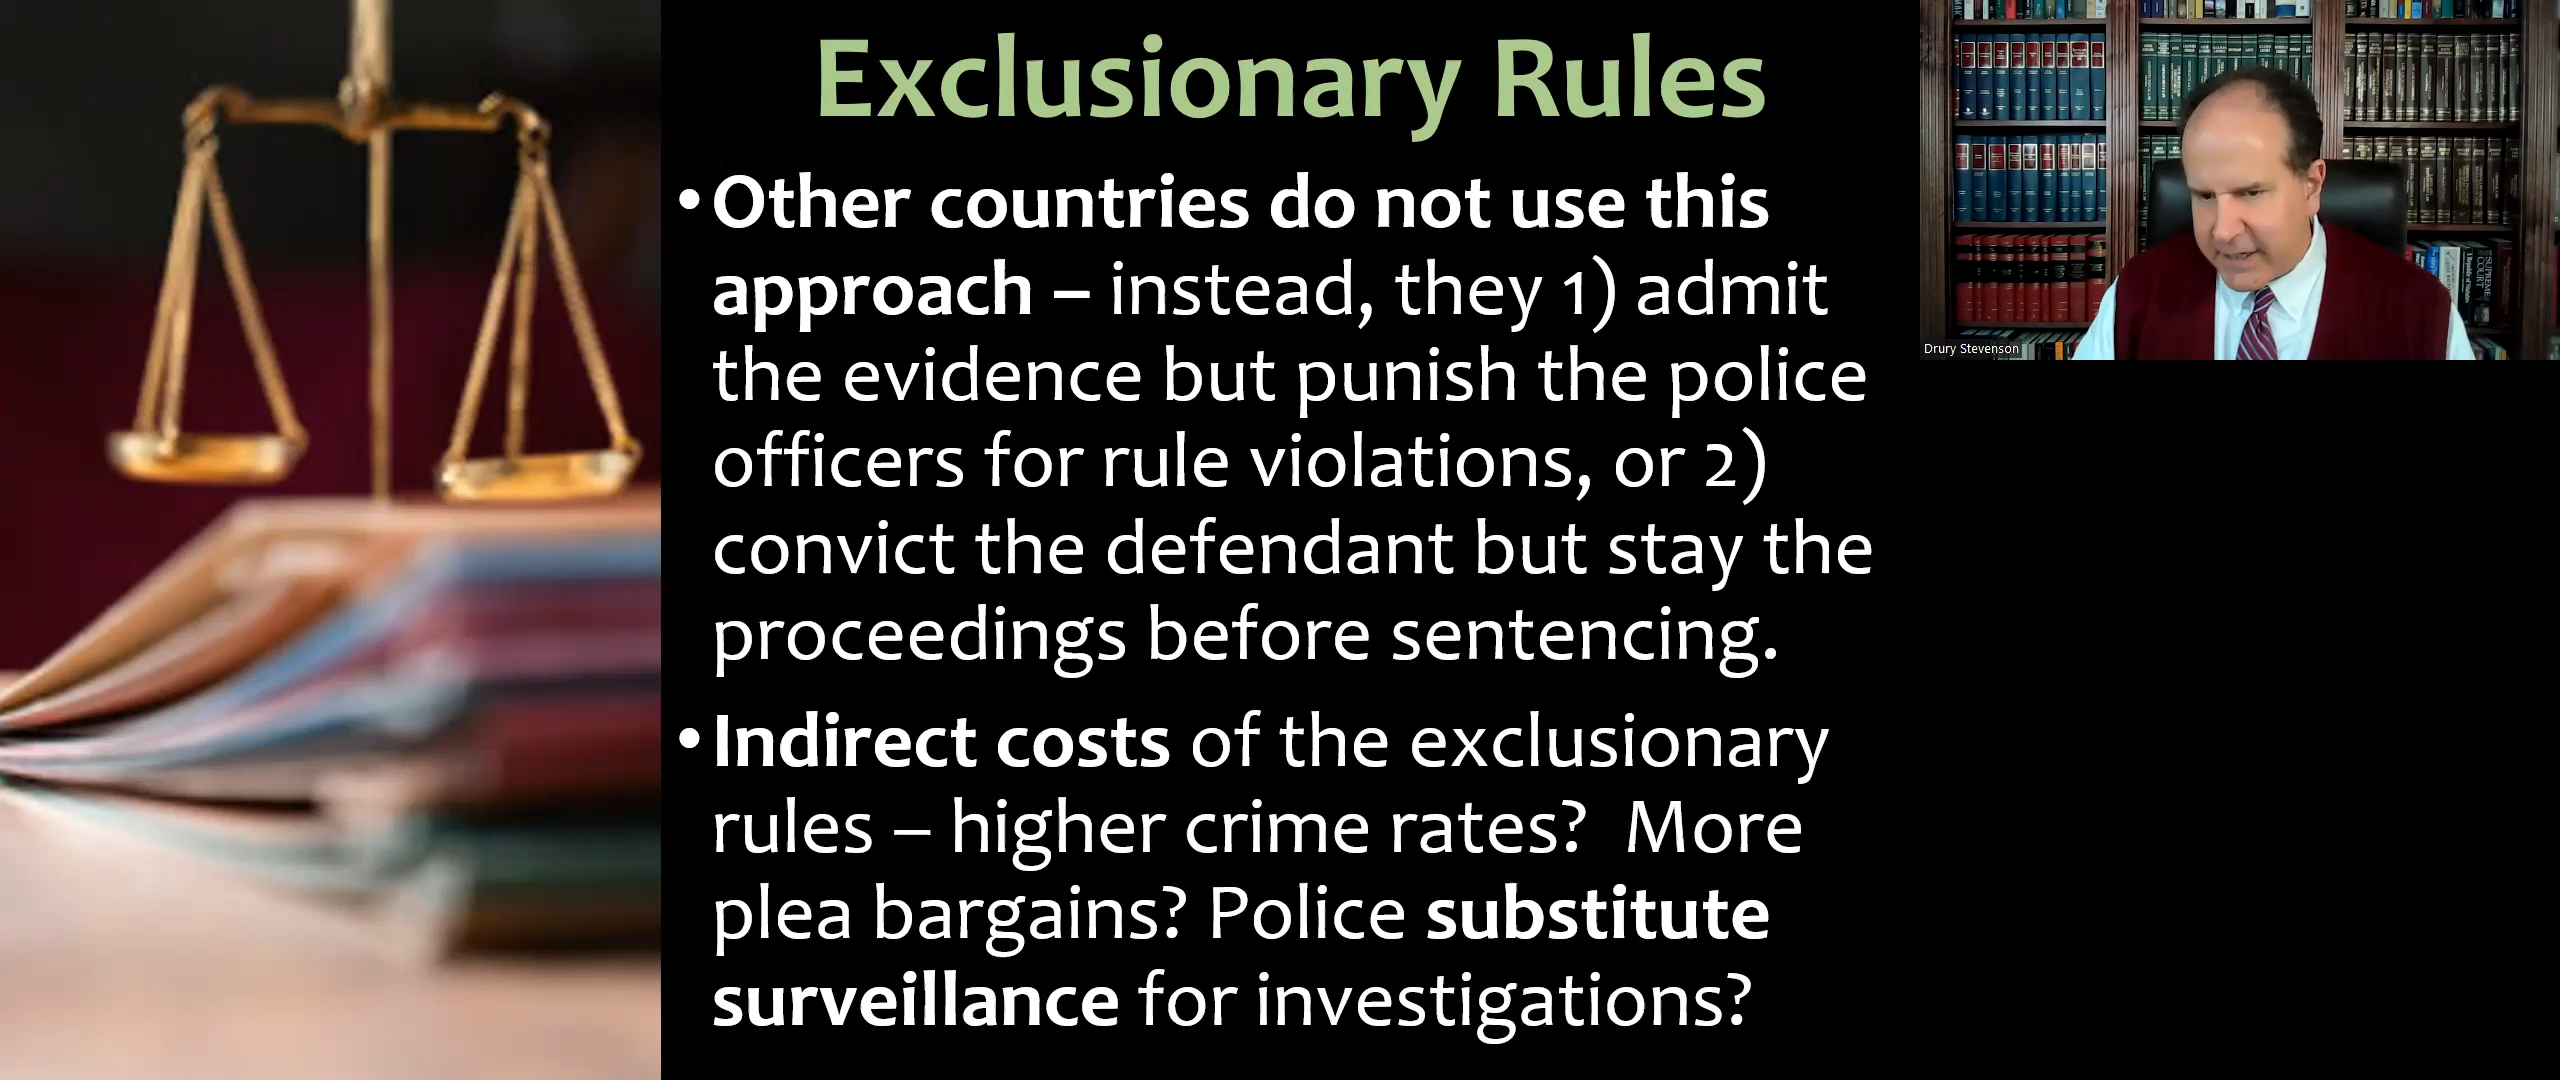 Exclusionary Rules
• Other countries do not use this
approach – instead, they 1) admit
the evidence but punish the police
officers for rule violations, or 2)
convict the defendant but stay the
proceedings before sentencing.
• Indirect costs of the exclusionary
rules – higher crime rates?  More
plea bargains? Police substitute
surveillance for investigations?
Drury Stevenson
SUPREME
COURT